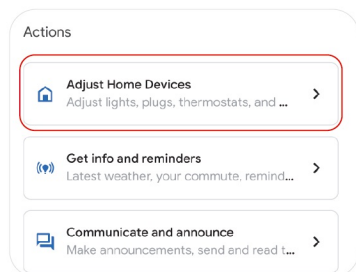 Actions
Adjust Home Devices
Adjust lights, plugs, thermostats, and ...
Get info and reminders
Latest weather, your commute, remind...
Communicate and announce
Make announcements, send and read t...